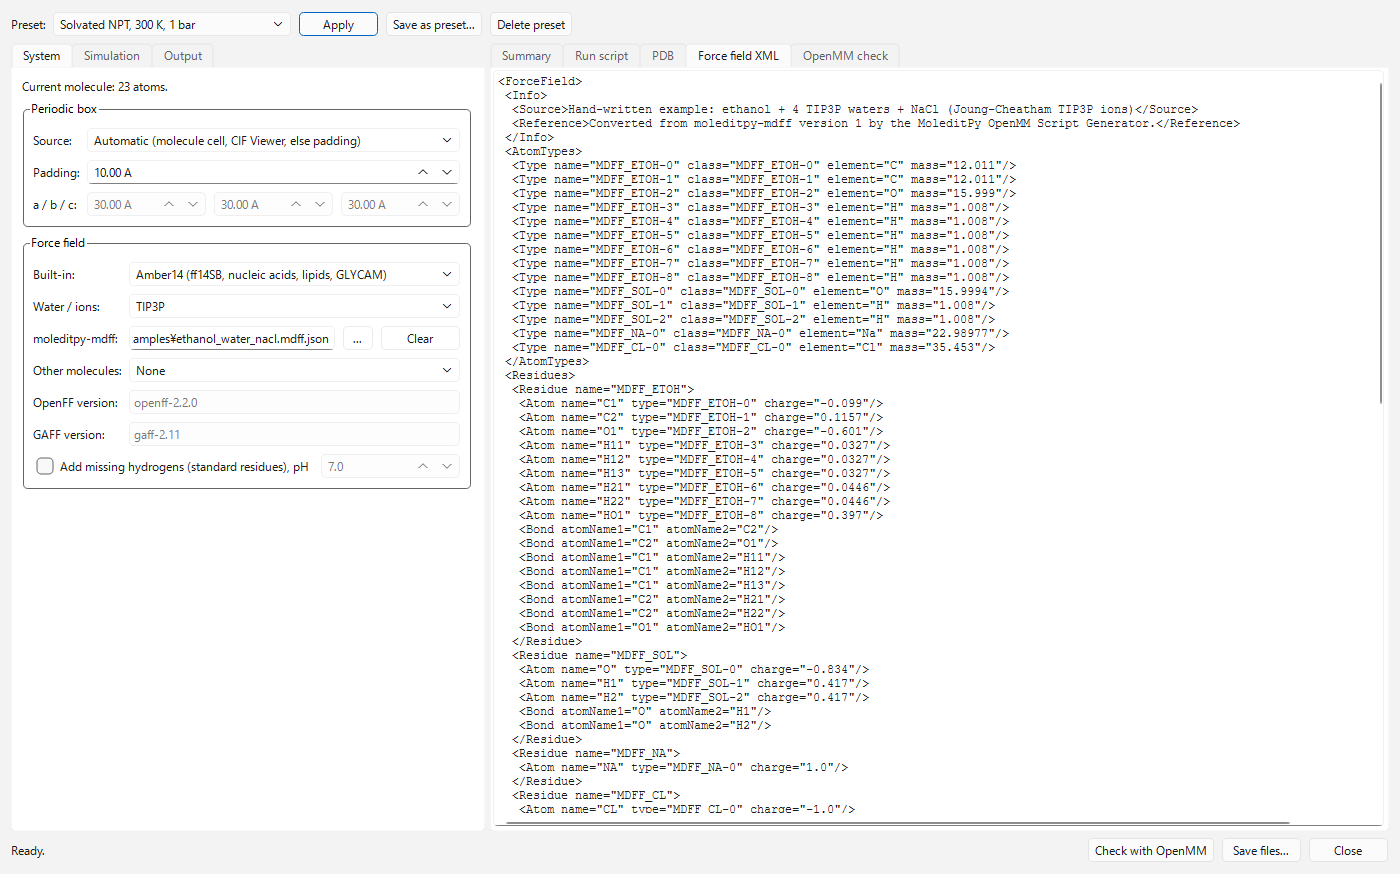 Preset: Solvated NPT, 300 K, 1 bar Apply Save as preset... Delete preset
System Simulation Output
Current molecule: 23 atoms.
Periodic box
Source: Automatic (molecule cell, CIF Viewer, else padding)
Padding: 10.00 A
a / b / c: 30.00 A 30.00 A 30.00 A
Force field
Built-in: Amber14 (ff14SB, nucleic acids, lipids, GLYCAM)
Water / ions: TIP3P
moleditpy-mdff: amples¥ethanol_water_nacl.mdff.json ... Clear
Other molecules: None
OpenFF version: openff-2.2.0
GAFF version: gaff-2.11
Add missing hydrogens (standard residues), pH 7.0
Summary Run script PDB Force field XML OpenMM check
<ForceField>
<Info>
<Source>Hand-written example: ethanol + 4 TIP3P waters + NaCl (Joung-Cheatham TIP3P ions)</Source>
<Reference>Converted from moleditpy-mdff version 1 by the MoleditPy OpenMM Script Generator.</Reference>
</Info>
<AtomTypes>
<Type name="MDFF_ETOH-0" class="MDFF_ETOH-0" element="C" mass="12.011"/>
<Type name="MDFF_ETOH-1" class="MDFF_ETOH-1" element="C" mass="12.011"/>
<Type name="MDFF_ETOH-2" class="MDFF_ETOH-2" element="O" mass="15.999"/>
<Type name="MDFF_ETOH-3" class="MDFF_ETOH-3" element="H" mass="1.008"/>
<Type name="MDFF_ETOH-4" class="MDFF_ETOH-4" element="H" mass="1.008"/>
<Type name="MDFF_ETOH-5" class="MDFF_ETOH-5" element="H" mass="1.008"/>
<Type name="MDFF_ETOH-6" class="MDFF_ETOH-6" element="H" mass="1.008"/>
<Type name="MDFF_ETOH-7" class="MDFF_ETOH-7" element="H" mass="1.008"/>
<Type name="MDFF_ETOH-8" class="MDFF_ETOH-8" element="H" mass="1.008"/>
<Type name="MDFF_SOL-0" class="MDFF_SOL-0" element="O" mass="15.9994"/>
<Type name="MDFF_SOL-1" class="MDFF_SOL-1" element="H" mass="1.008"/>
<Type name="MDFF_SOL-2" class="MDFF_SOL-2" element="H" mass="1.008"/>
<Type name="MDFF_NA-0" class="MDFF_NA-0" element="Na" mass="22.98977"/>
<Type name="MDFF_CL-0" class="MDFF_CL-0" element="Cl" mass="35.453"/>
</AtomTypes>
<Residues>
<Residue name="MDFF_ETOH">
<Atom name="C1" type="MDFF_ETOH-0" charge="-0.099"/>
<Atom name="C2" type="MDFF_ETOH-1" charge="0.1157"/>
<Atom name="O1" type="MDFF_ETOH-2" charge="-0.601"/>
<Atom name="H11" type="MDFF_ETOH-3" charge="0.0327"/>
<Atom name="H12" type="MDFF_ETOH-4" charge="0.0327"/>
<Atom name="H13" type="MDFF_ETOH-5" charge="0.0327"/>
<Atom name="H21" type="MDFF_ETOH-6" charge="0.0446"/>
<Atom name="H22" type="MDFF_ETOH-7" charge="0.0446"/>
<Atom name="HO1" type="MDFF_ETOH-8" charge="0.397"/>
<Bond atomName1="C1" atomName2="C2"/>
<Bond atomName1="C2" atomName2="O1"/>
<Bond atomName1="C1" atomName2="H11"/>
<Bond atomName1="C1" atomName2="H12"/>
<Bond atomName1="C1" atomName2="H13"/>
<Bond atomName1="C2" atomName2="H21"/>
<Bond atomName1="C2" atomName2="H22"/>
<Bond atomName1="O1" atomName2="HO1"/>
</Residue>
<Residue name="MDFF_SOL">
<Atom name="O" type="MDFF_SOL-0" charge="-0.834"/>
<Atom name="H1" type="MDFF_SOL-1" charge="0.417"/>
<Atom name="H2" type="MDFF_SOL-2" charge="0.417"/>
<Bond atomName1="O" atomName2="H1"/>
<Bond atomName1="O" atomName2="H2"/>
</Residue>
<Residue name="MDFF_NA">
<Atom name="NA" type="MDFF_NA-0" charge="1.0"/>
</Residue>
<Residue name="MDFF_CL">
<Atom name="CL" type="MDFF_CL-0" charge="-1.0"/>
Ready. Check with OpenMM Save files... Close